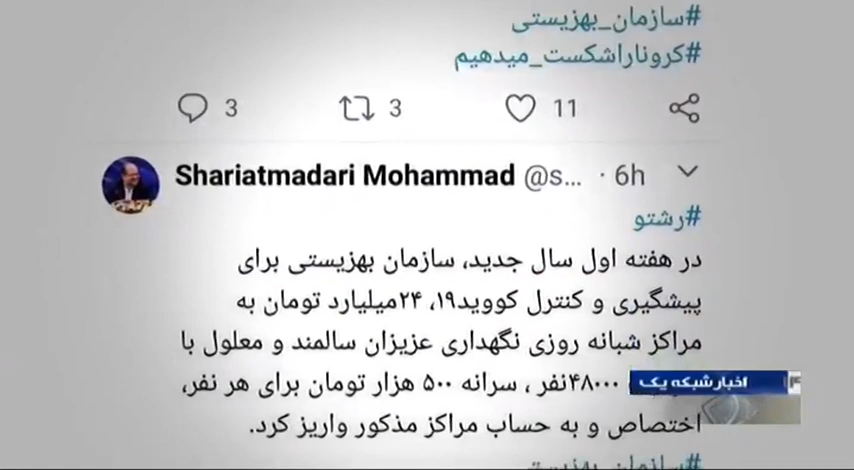 #سازمان_بهزیستی
#کروناراشکست_میدهیم
3 3 11
Shariatmadari Mohammad @s... · 6h
#رشتو
در هفته اول سال جدید، سازمان بهزیستی برای
پیشگیری و کنترل کووید۱۹، ۲۴میلیارد تومان به
مراکز شبانه روزی نگهداری عزیزان سالمند و معلول با
۴۸۰۰۰نفر ، سرانه ۵۰۰ هزار تومان برای هر نفر،
اخبار شبکه یک
اختصاص و به حساب مراکز مذکور واریز کرد.
#سازمان_بهزیستی